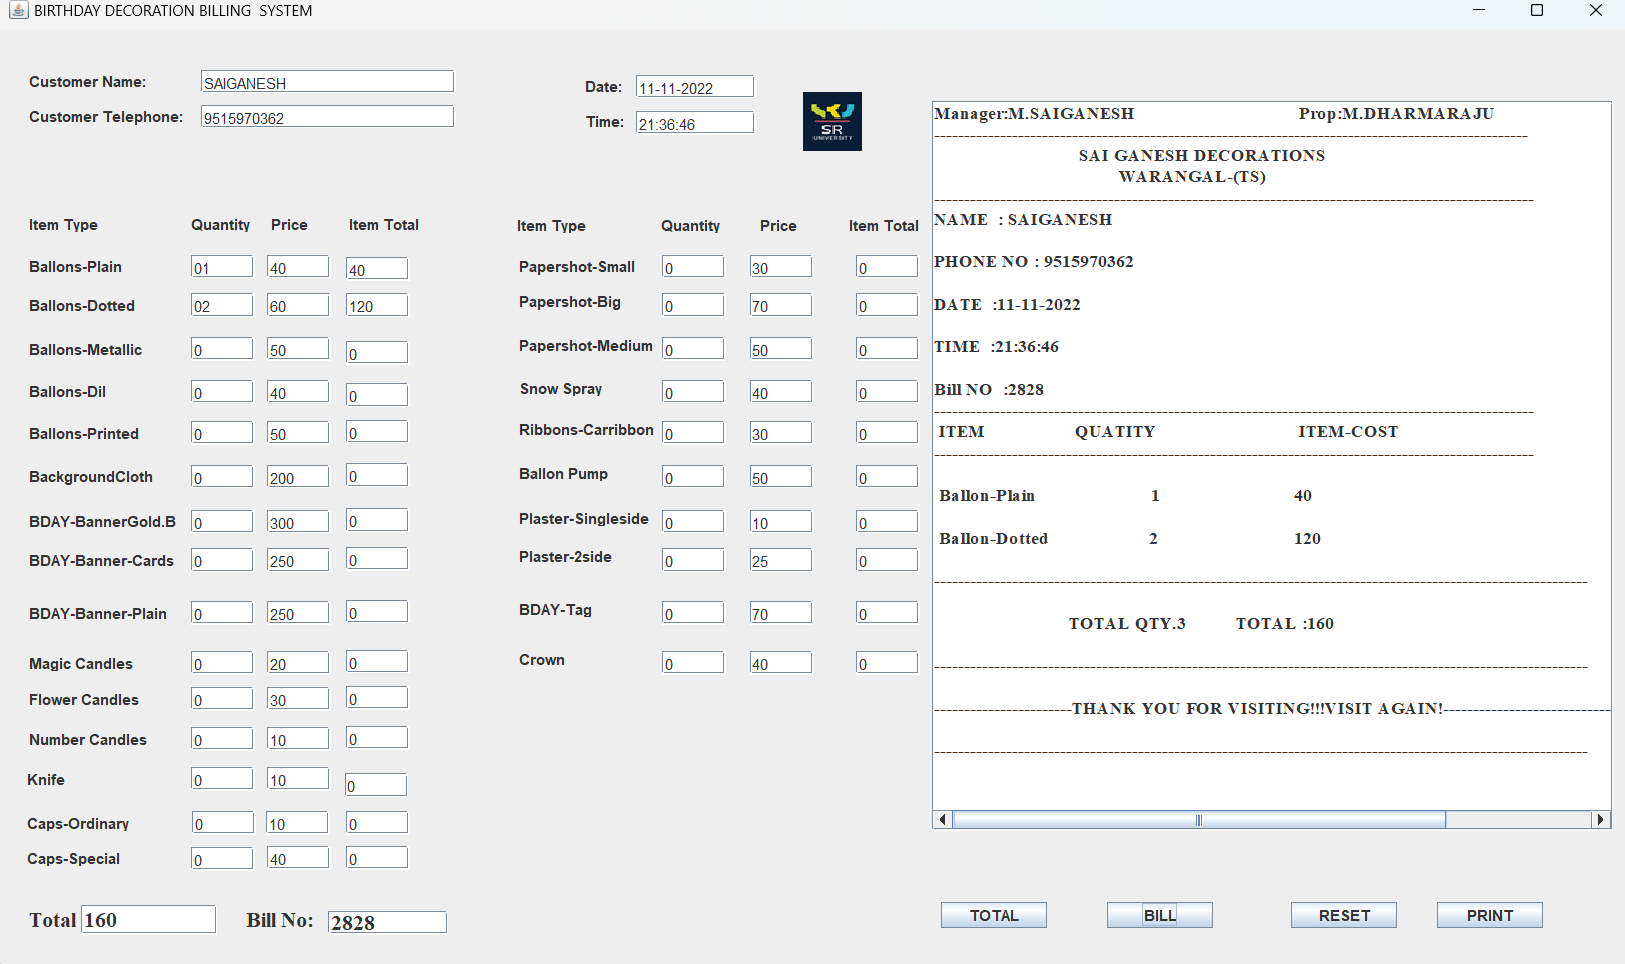 BIRTHDAY DECORATION BILLING SYSTEM
Customer Name: SAIGANESH
Customer Telephone: 9515970362
Date: 11-11-2022
Time: 21:36:46
SR
UNIVERSITY
Item Type Quantity Price Item Total
Ballons-Plain 01 40 40
Ballons-Dotted 02 60 120
Ballons-Metallic 0 50 0
Ballons-Dil 0 40 0
Ballons-Printed 0 50 0
BackgroundCloth 0 200 0
BDAY-BannerGold.B 0 300 0
BDAY-Banner-Cards 0 250 0
BDAY-Banner-Plain 0 250 0
Magic Candles 0 20 0
Flower Candles 0 30 0
Number Candles 0 10 0
Knife 0 10 0
Caps-Ordinary 0 10 0
Caps-Special 0 40 0
Total 160 Bill No: 2828
Item Type Quantity Price Item Total
Papershot-Small 0 30 0
Papershot-Big 0 70 0
Papershot-Medium 0 50 0
Snow Spray 0 40 0
Ribbons-Carribbon 0 30 0
Ballon Pump 0 50 0
Plaster-Singleside 0 10 0
Plaster-2side 0 25 0
BDAY-Tag 0 70 0
Crown 0 40 0
Manager:M.SAIGANESH Prop:M.DHARMARAJU
SAI GANESH DECORATIONS
WARANGAL-(TS)
NAME : SAIGANESH
PHONE NO : 9515970362
DATE :11-11-2022
TIME :21:36:46
Bill NO :2828
ITEM QUATITY ITEM-COST
Ballon-Plain 1 40
Ballon-Dotted 2 120
TOTAL QTY.3 TOTAL :160
-----------------------THANK YOU FOR VISITING!!!VISIT AGAIN!----------------------------
TOTAL BILL RESET PRINT